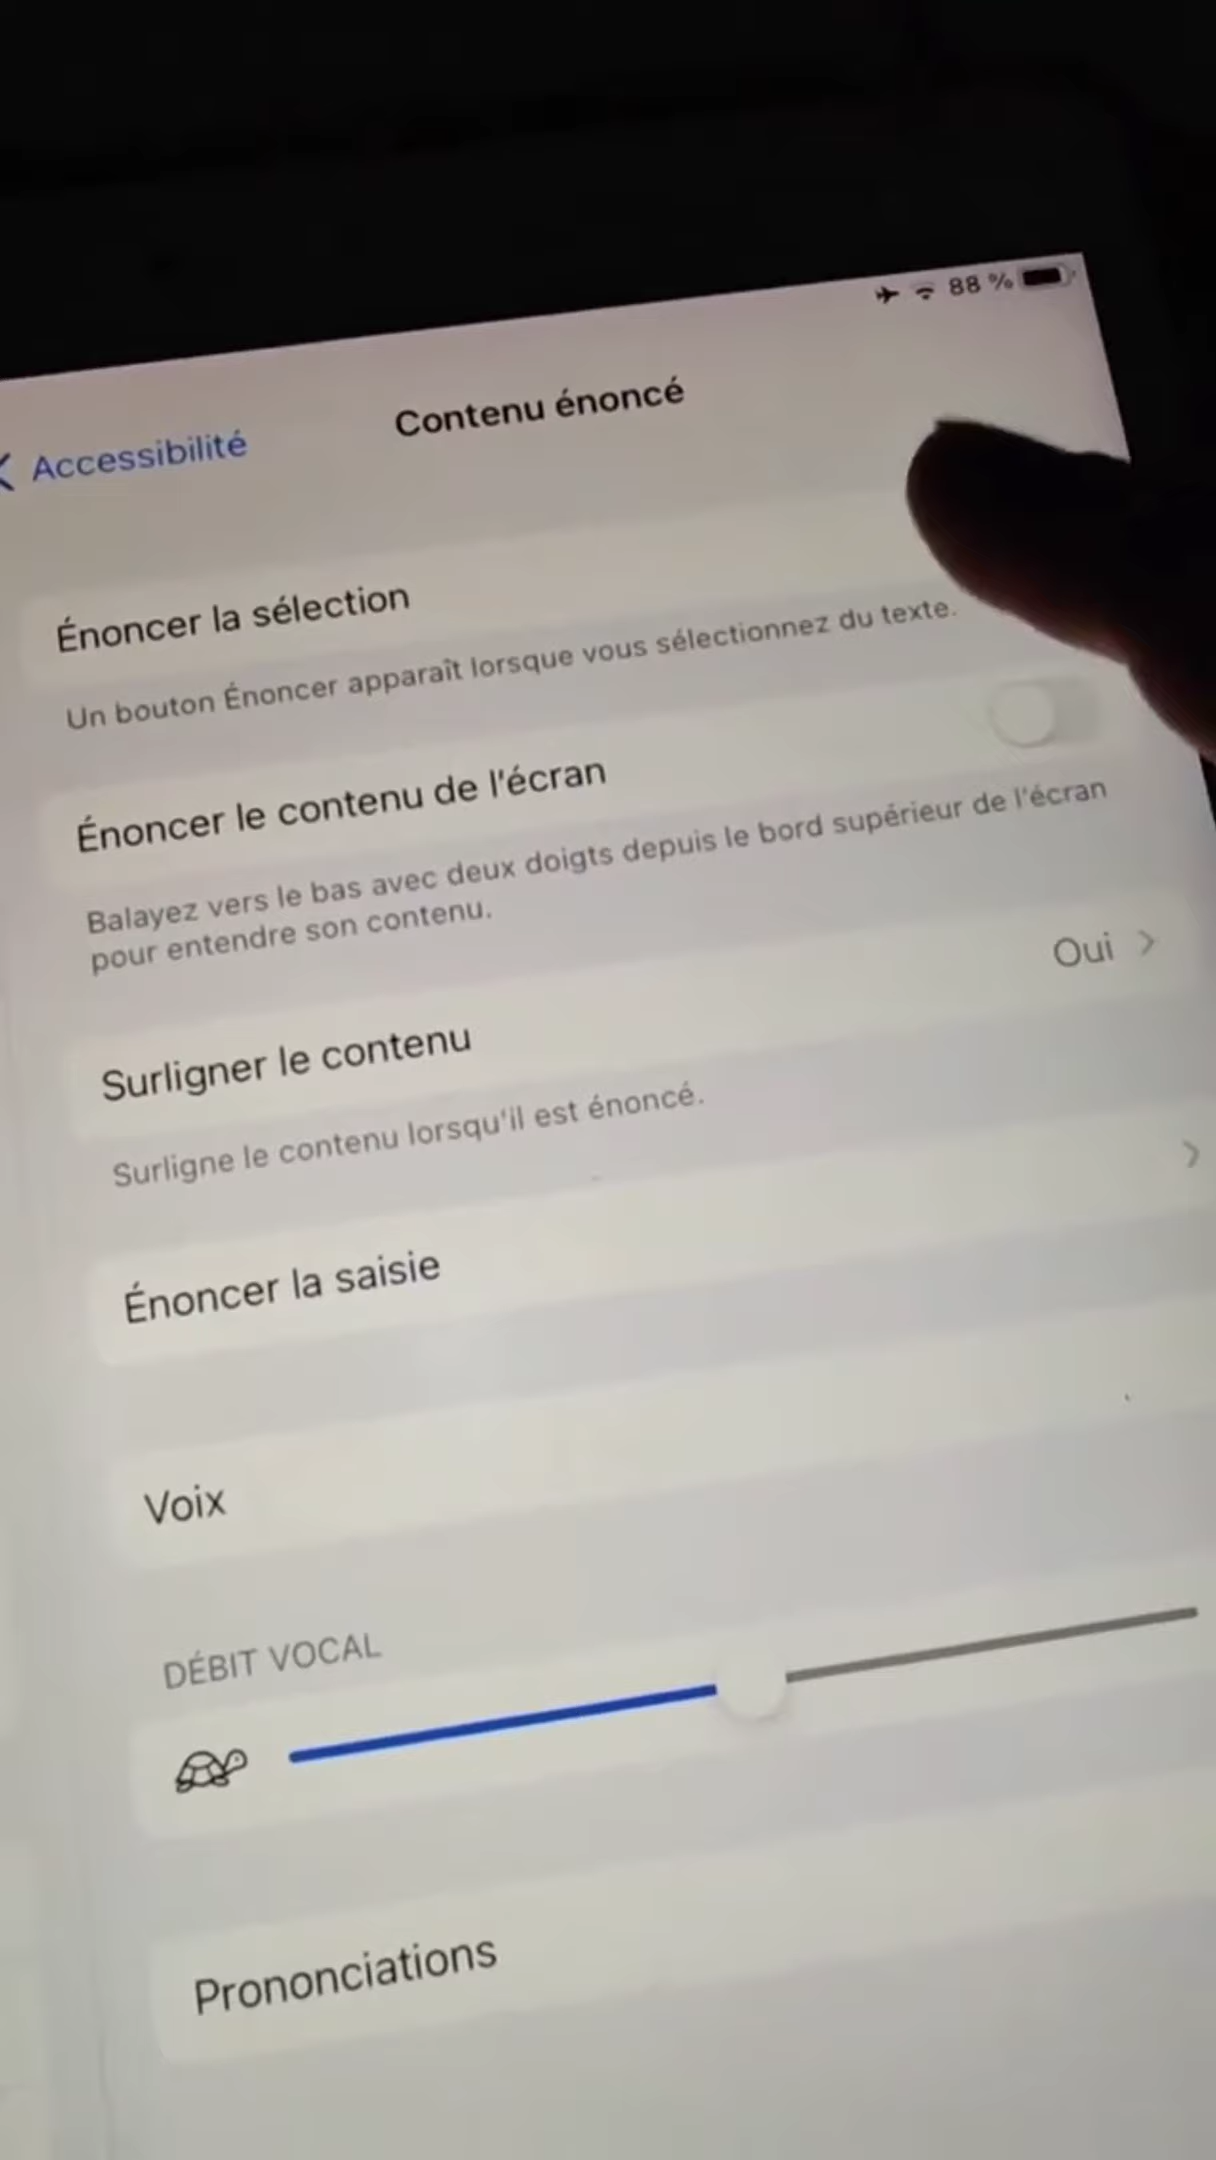 88 %
Accessibilité
Contenu énoncé
Énoncer la sélection
Un bouton Énoncer apparaît lorsque vous sélectionnez du texte.
Énoncer le contenu de l'écran
Balayez vers le bas avec deux doigts depuis le bord supérieur de l'écran
pour entendre son contenu.
Surligner le contenu Oui
Surligne le contenu lorsqu'il est énoncé.
Énoncer la saisie
Voix
DÉBIT VOCAL
Prononciations